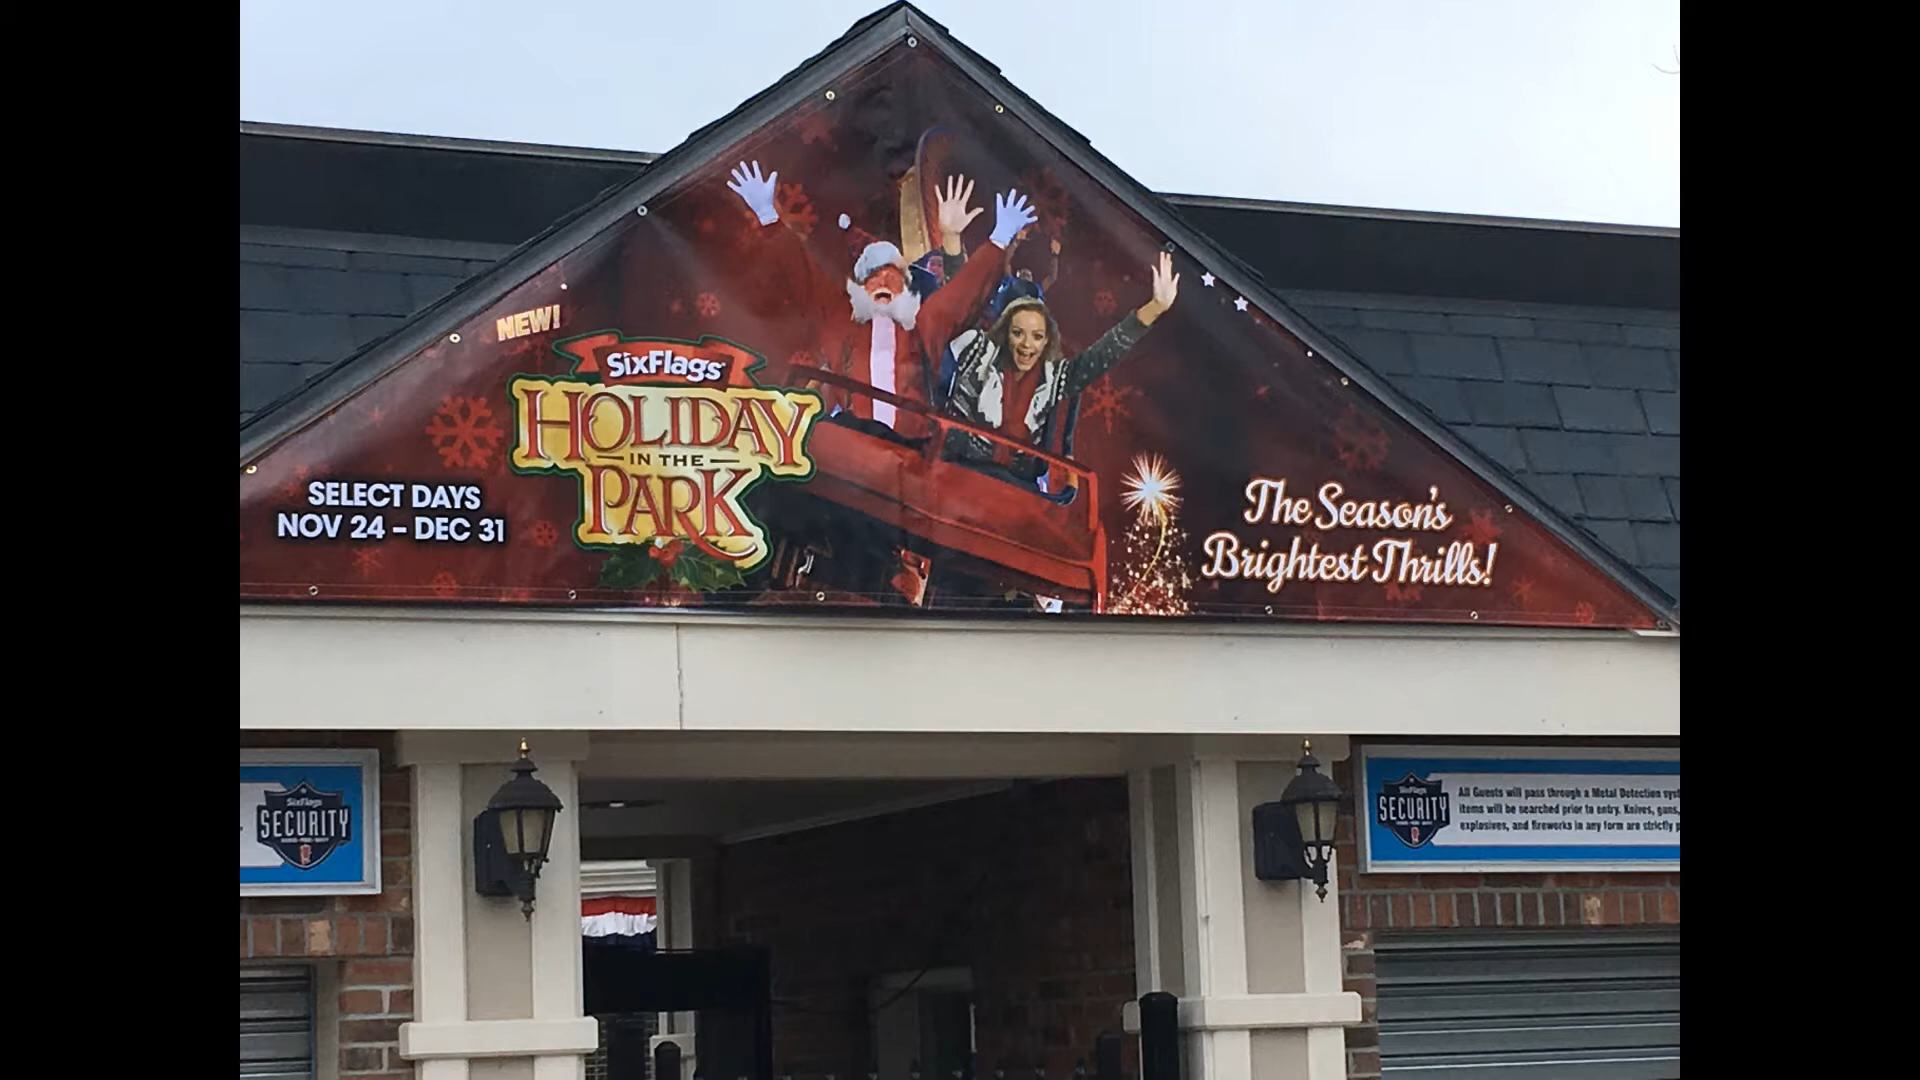 NEW!
SixFlags
HOLIDAY
IN THE
PARK
SELECT DAYS
NOV 24 – DEC 31
The Season's
Brightest Thrills!
SixFlags
SECURITY
SixFlags
SECURITY
All Guests will pass through a Metal Detection
items will be searched prior to entry. Knives, guns,
explosives, and fireworks in any form are strictly